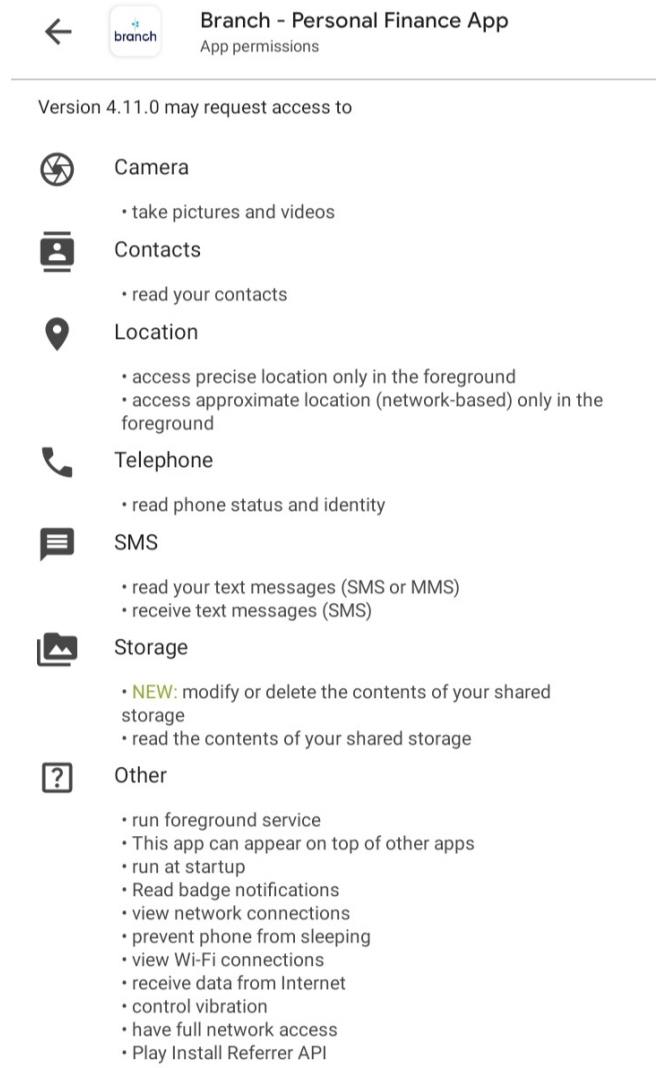 Branch - Personal Finance App
branch
App permissions
Version 4.11.0 may request access to
Camera
• take pictures and videos
Contacts
• read your contacts
Location
• access precise location only in the foreground
• access approximate location (network-based) only in the
foreground
Telephone
• read phone status and identity
SMS
• read your text messages (SMS or MMS)
• receive text messages (SMS)
Storage
• NEW: modify or delete the contents of your shared
storage
• read the contents of your shared storage
Other
• run foreground service
• This app can appear on top of other apps
• run at startup
• Read badge notifications
• view network connections
• prevent phone from sleeping
• view Wi-Fi connections
• receive data from Internet
• control vibration
• have full network access
• Play Install Referrer API